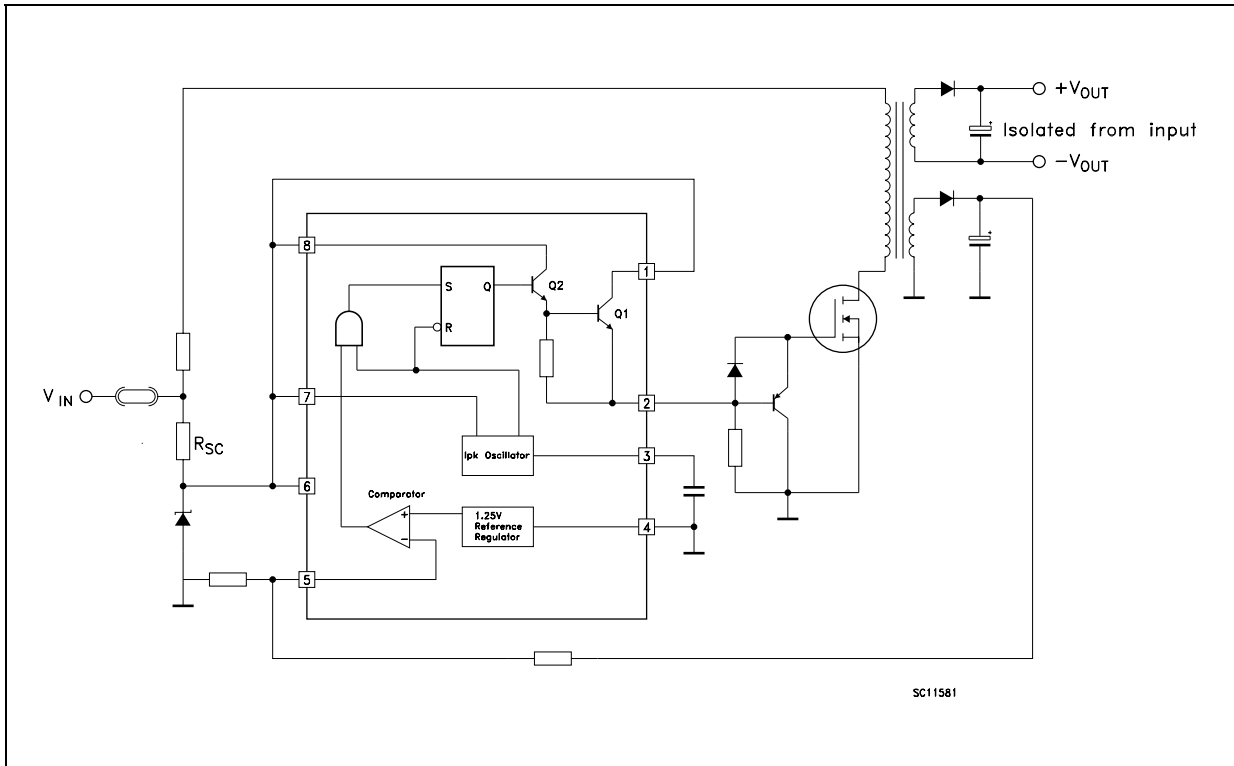 +VOUT
Isolated from input
-VOUT
8
1
S
Q
Q2
Q1
R
VIN
7
2
RSC
Ipk Oscillator
3
6
Comparator
+
1.25V
Reference
Regulator
4
-
5
+
+
SC11581